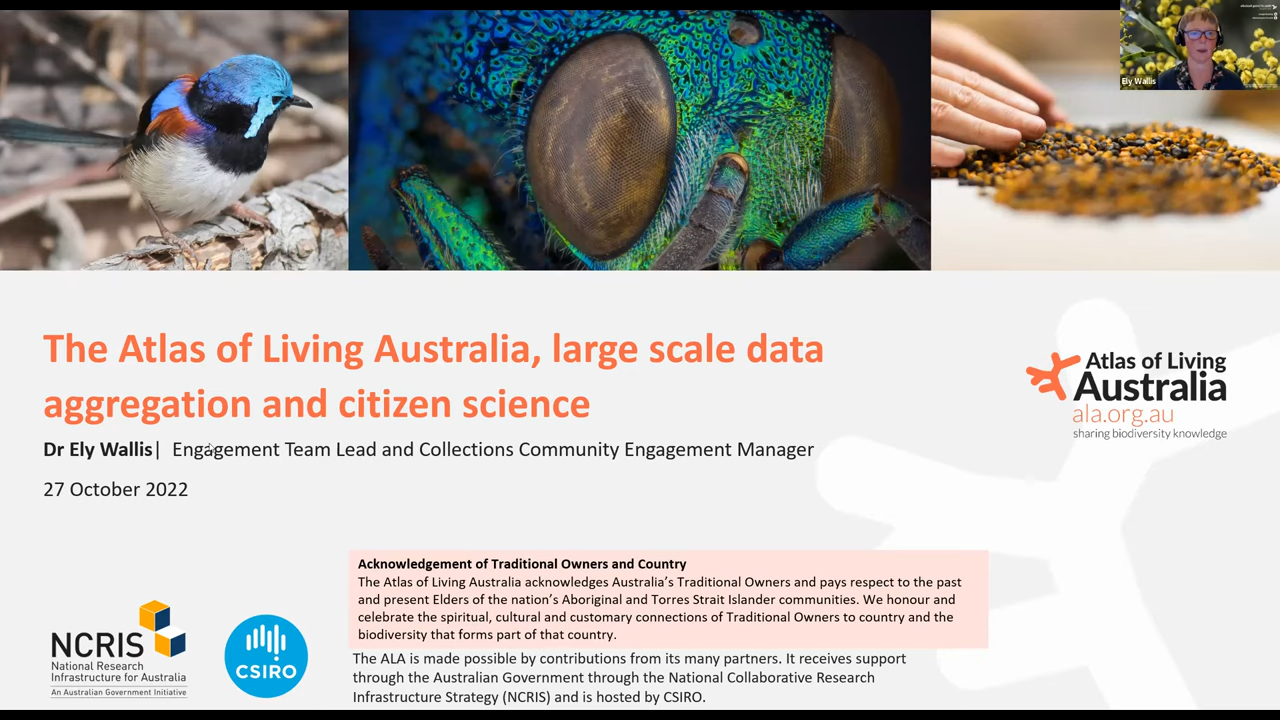 Ely Wallis
The Atlas of Living Australia, large scale data
aggregation and citizen science
Dr Ely Wallis| Engagement Team Lead and Collections Community Engagement Manager
27 October 2022
Atlas of Living
Australia
ala.org.au
sharing biodiversity knowledge
Acknowledgement of Traditional Owners and Country
The Atlas of Living Australia acknowledges Australia's Traditional Owners and pays respect to the past
and present Elders of the nation's Aboriginal and Torres Strait Islander communities. We honour and
celebrate the spiritual, cultural and customary connections of Traditional Owners to country and the
biodiversity that forms part of that country.
NCRIS
National Research
Infrastructure for Australia
An Australian Government Initiative
CSIRO
The ALA is made possible by contributions from its many partners. It receives support
through the Australian Government through the National Collaborative Research
Infrastructure Strategy (NCRIS) and is hosted by CSIRO.